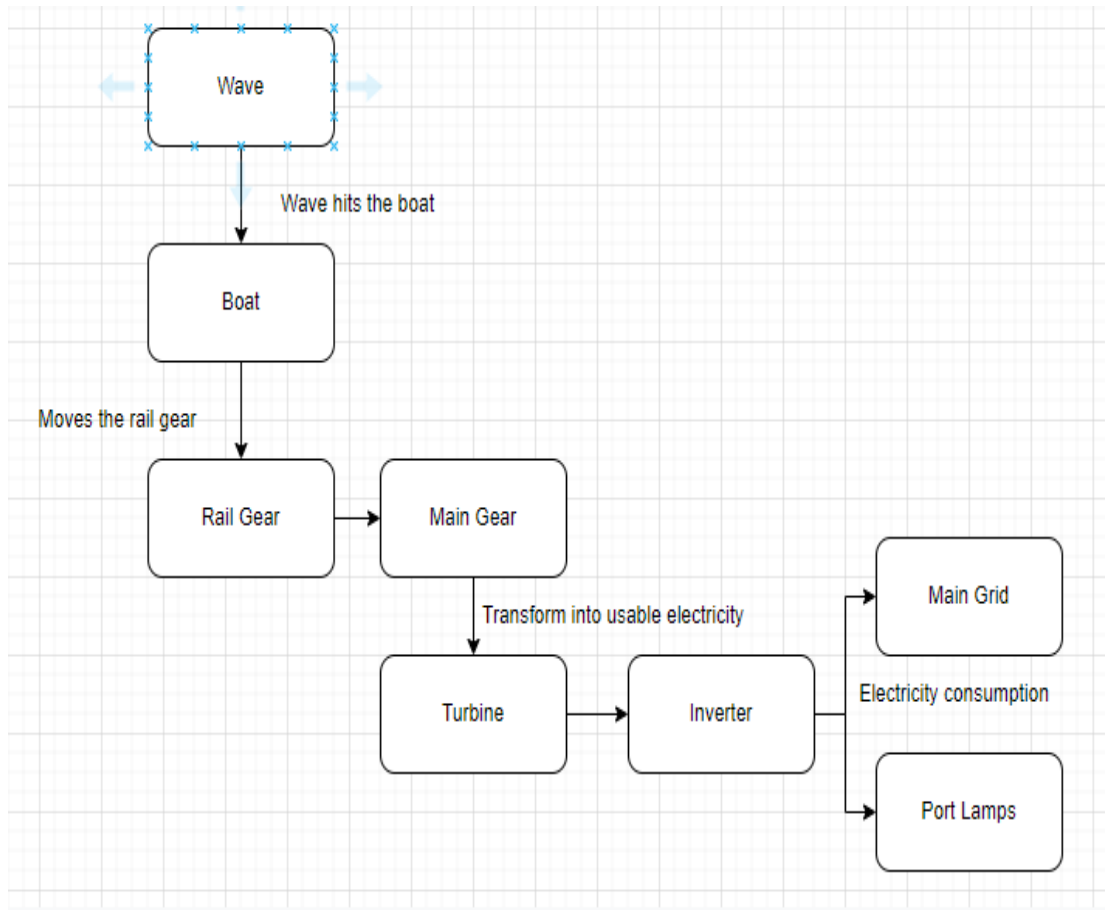 Wave
Wave hits the boat
Boat
Moves the rail gear
Rail Gear
Main Gear
Transform into usable electricity
Turbine
Inverter
Main Grid
Electricity consumption
Port Lamps